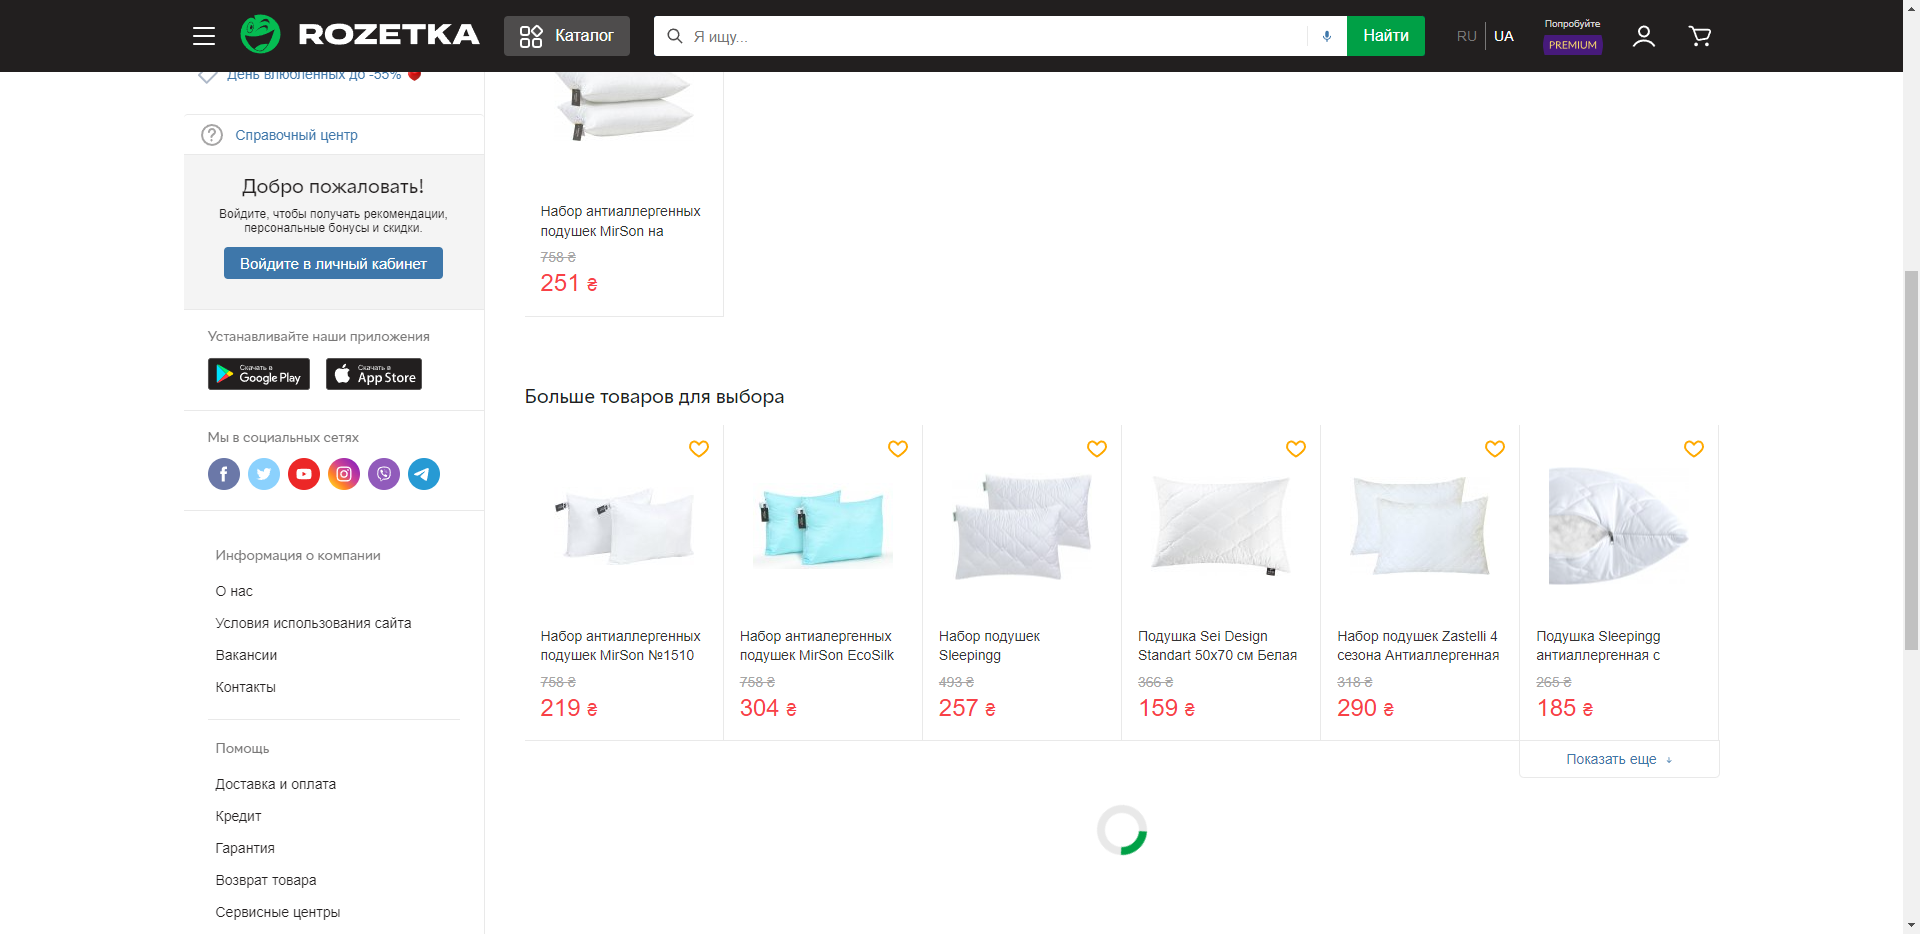 ROZETKA
Каталог
Я ищу...
Найти
RU
UA
Попробуйте
PREMIUM
День влюбленных до -55%
Справочный центр
Добро пожаловать!
Войдите, чтобы получать рекомендации,
персональные бонусы и скидки.
Войдите в личный кабинет
Устанавливайте наши приложения
Скачать в
Google Play
Скачать в
App Store
Мы в социальных сетях
Информация о компании
О нас
Условия использования сайта
Вакансии
Контакты
Помощь
Доставка и оплата
Кредит
Гарантия
Возврат товара
Сервисные центры
Набор антиаллергенных
подушек MirSon на
758 ₴
251 ₴
Больше товаров для выбора
Набор антиаллергенных
подушек MirSon №1510
758 ₴
219 ₴
Набор антиалергенных
подушек MirSon EcoSilk
758 ₴
304 ₴
Набор подушек
Sleepingg
493 ₴
257 ₴
Подушка Sei Design
Standart 50х70 см Белая
366 ₴
159 ₴
Набор подушек Zastelli 4
сезона Антиаллергенная
318 ₴
290 ₴
Подушка Sleepingg
антиаллергенная с
265 ₴
185 ₴
Показать еще ↓